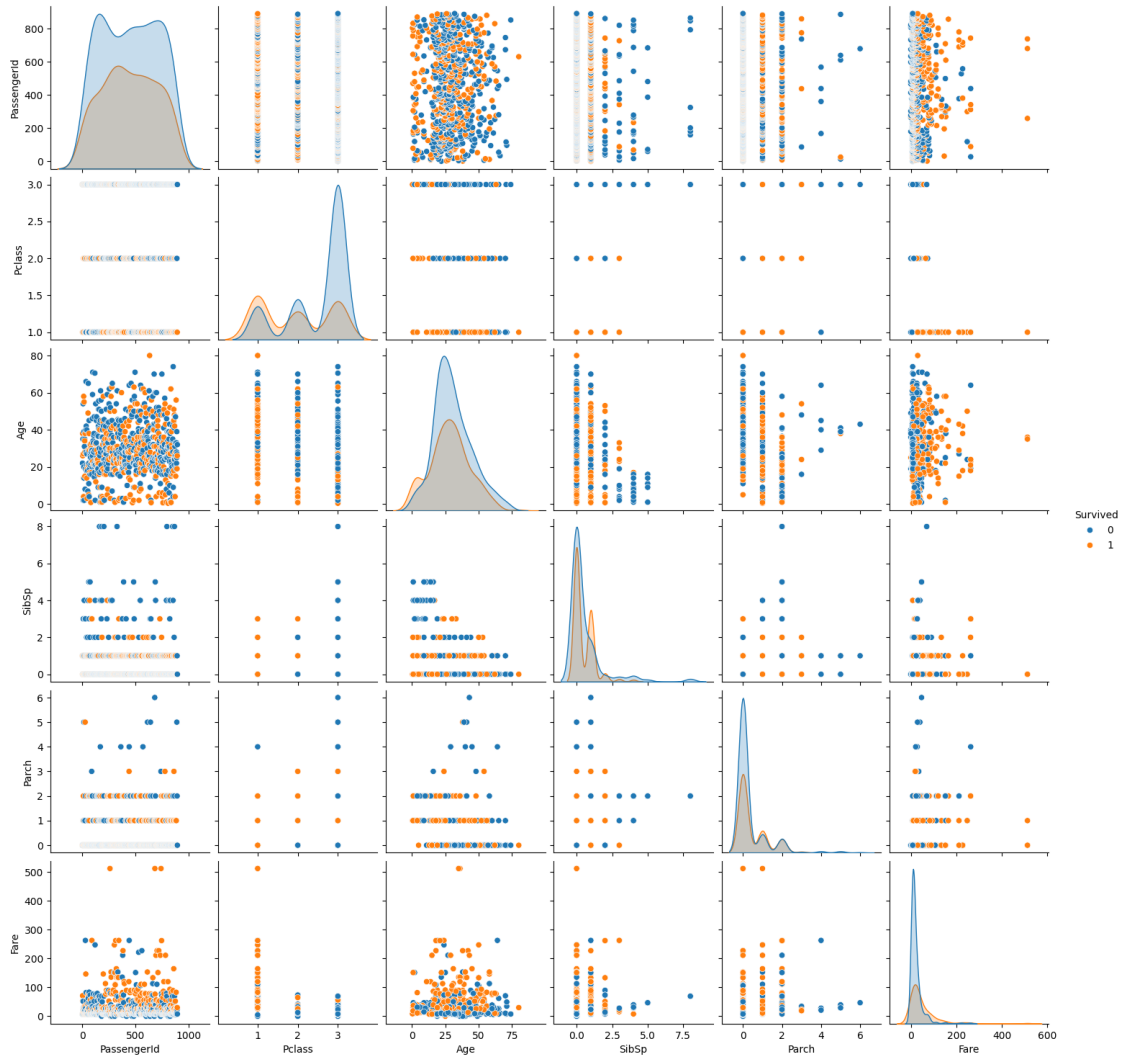 PassengerId
800
600
400
200
0
Pclass
3.0
2.5
2.0
1.5
1.0
Age
80
60
40
20
0
SibSp
8
6
4
2
0
Survived
0
1
Parch
6
5
4
3
2
1
0
Fare
500
400
300
200
100
0
0 500 1000
1 2 3
0 25 50 75
0.0 2.5 5.0 7.5
0 2 4 6
0 200 400 600
PassengerId Pclass Age SibSp Parch Fare